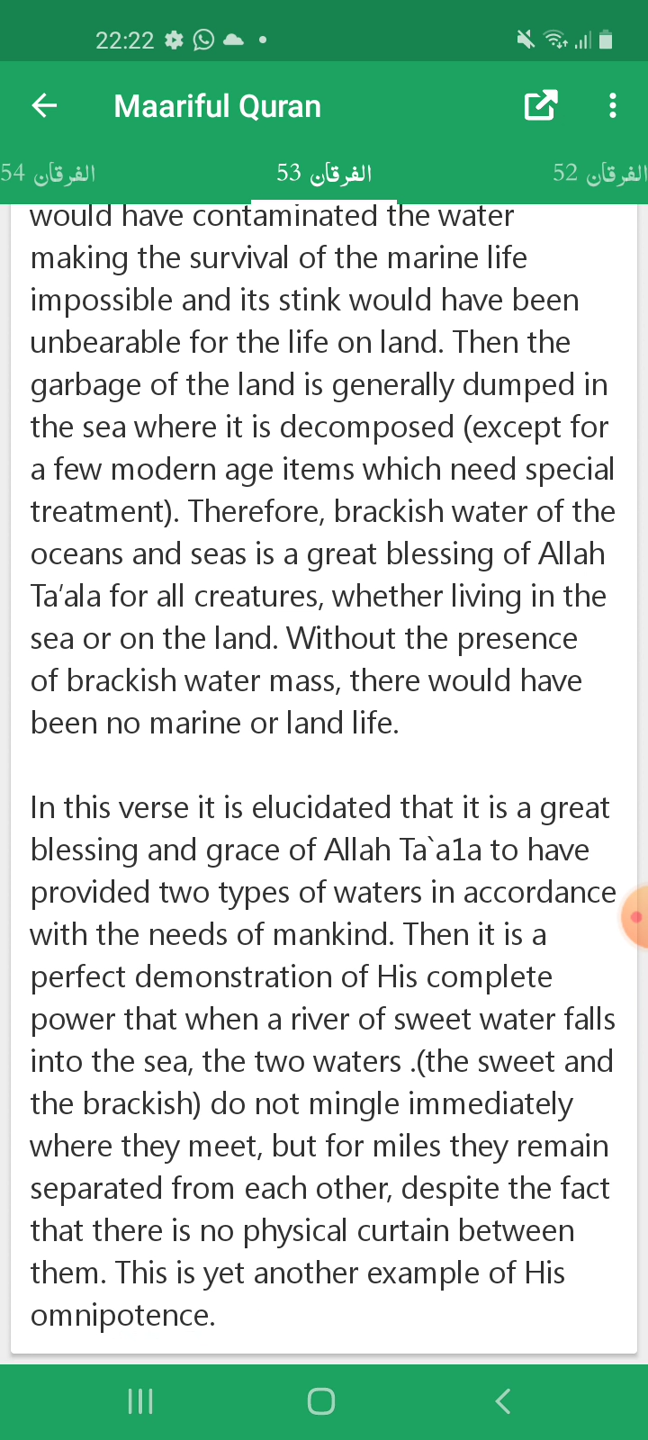 22:22
Maariful Quran
الفرقان 54
الفرقان 53
الفرقان 52
would have contaminated the water
making the survival of the marine life
impossible and its stink would have been
unbearable for the life on land. Then the
garbage of the land is generally dumped in
the sea where it is decomposed (except for
a few modern age items which need special
treatment). Therefore, brackish water of the
oceans and seas is a great blessing of Allah
Ta’ala for all creatures, whether living in the
sea or on the land. Without the presence
of brackish water mass, there would have
been no marine or land life.
In this verse it is elucidated that it is a great
blessing and grace of Allah Ta`a1a to have
provided two types of waters in accordance
with the needs of mankind. Then it is a
perfect demonstration of His complete
power that when a river of sweet water falls
into the sea, the two waters .(the sweet and
the brackish) do not mingle immediately
where they meet, but for miles they remain
separated from each other, despite the fact
that there is no physical curtain between
them. This is yet another example of His
omnipotence.